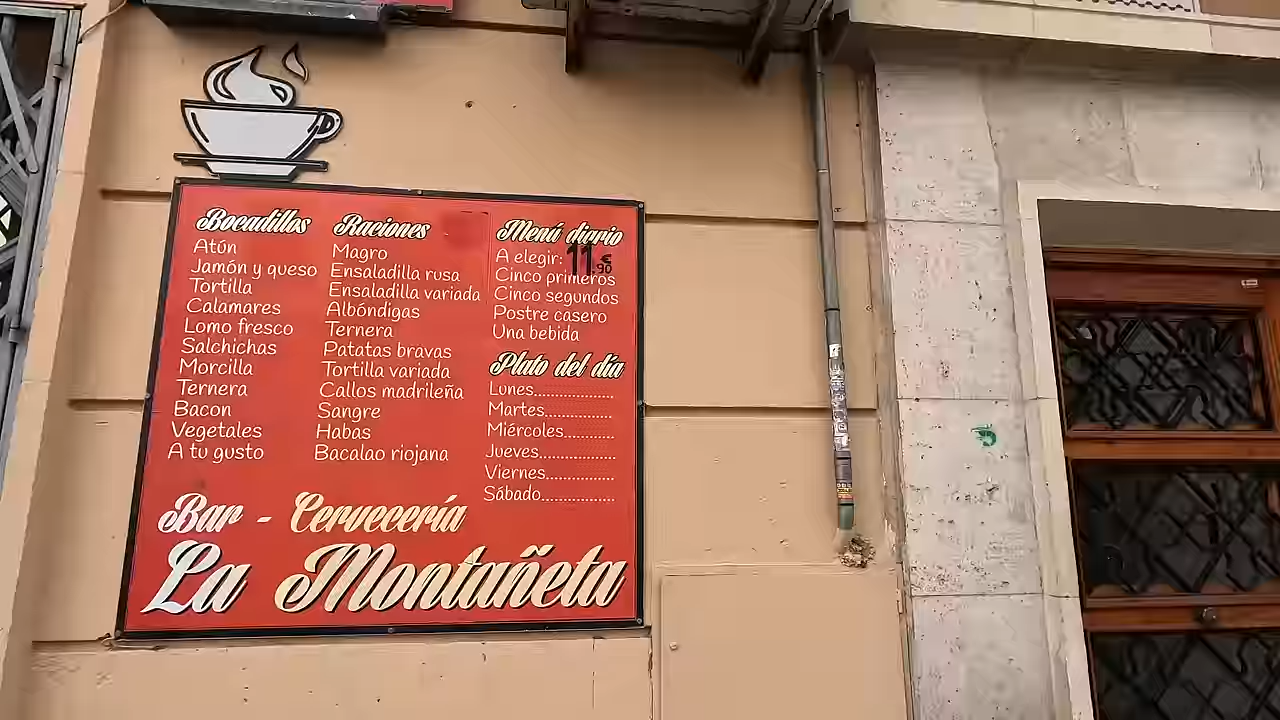 Bocadillos
Atún
Jamón y queso
Tortilla
Calamares
Lomo fresco
Salchichas
Morcilla
Ternera
Bacon
Vegetales
A tu gusto
Raciones
Magro
Ensaladilla rusa
Ensaladilla variada
Albóndigas
Ternera
Patatas bravas
Tortilla variada
Callos madrileña
Sangre
Habas
Bacalao riojana
Menú diario
A elegir: 11,90 €
Cinco primeros
Cinco segundos
Postre casero
Una bebida
Plato del día
Lunes....................
Martes.................
Miércoles............
Jueves..................
Viernes.................
Sábado..................
Bar - Cervecería
La Montañeta